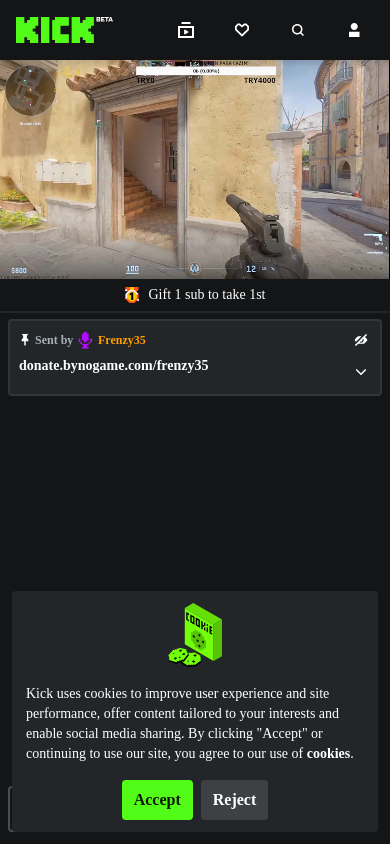 KICK BETA
0₺ (0.00%)
TRY0 TRY4000
$800 100 12
Gift 1 sub to take 1st
Sent by Frenzy35
donate.bynogame.com/frenzy35
COOKIE
Kick uses cookies to improve user experience and site
performance, offer content tailored to your interests and
enable social media sharing. By clicking "Accept" or
continuing to use our site, you agree to our use of cookies.
Accept Reject